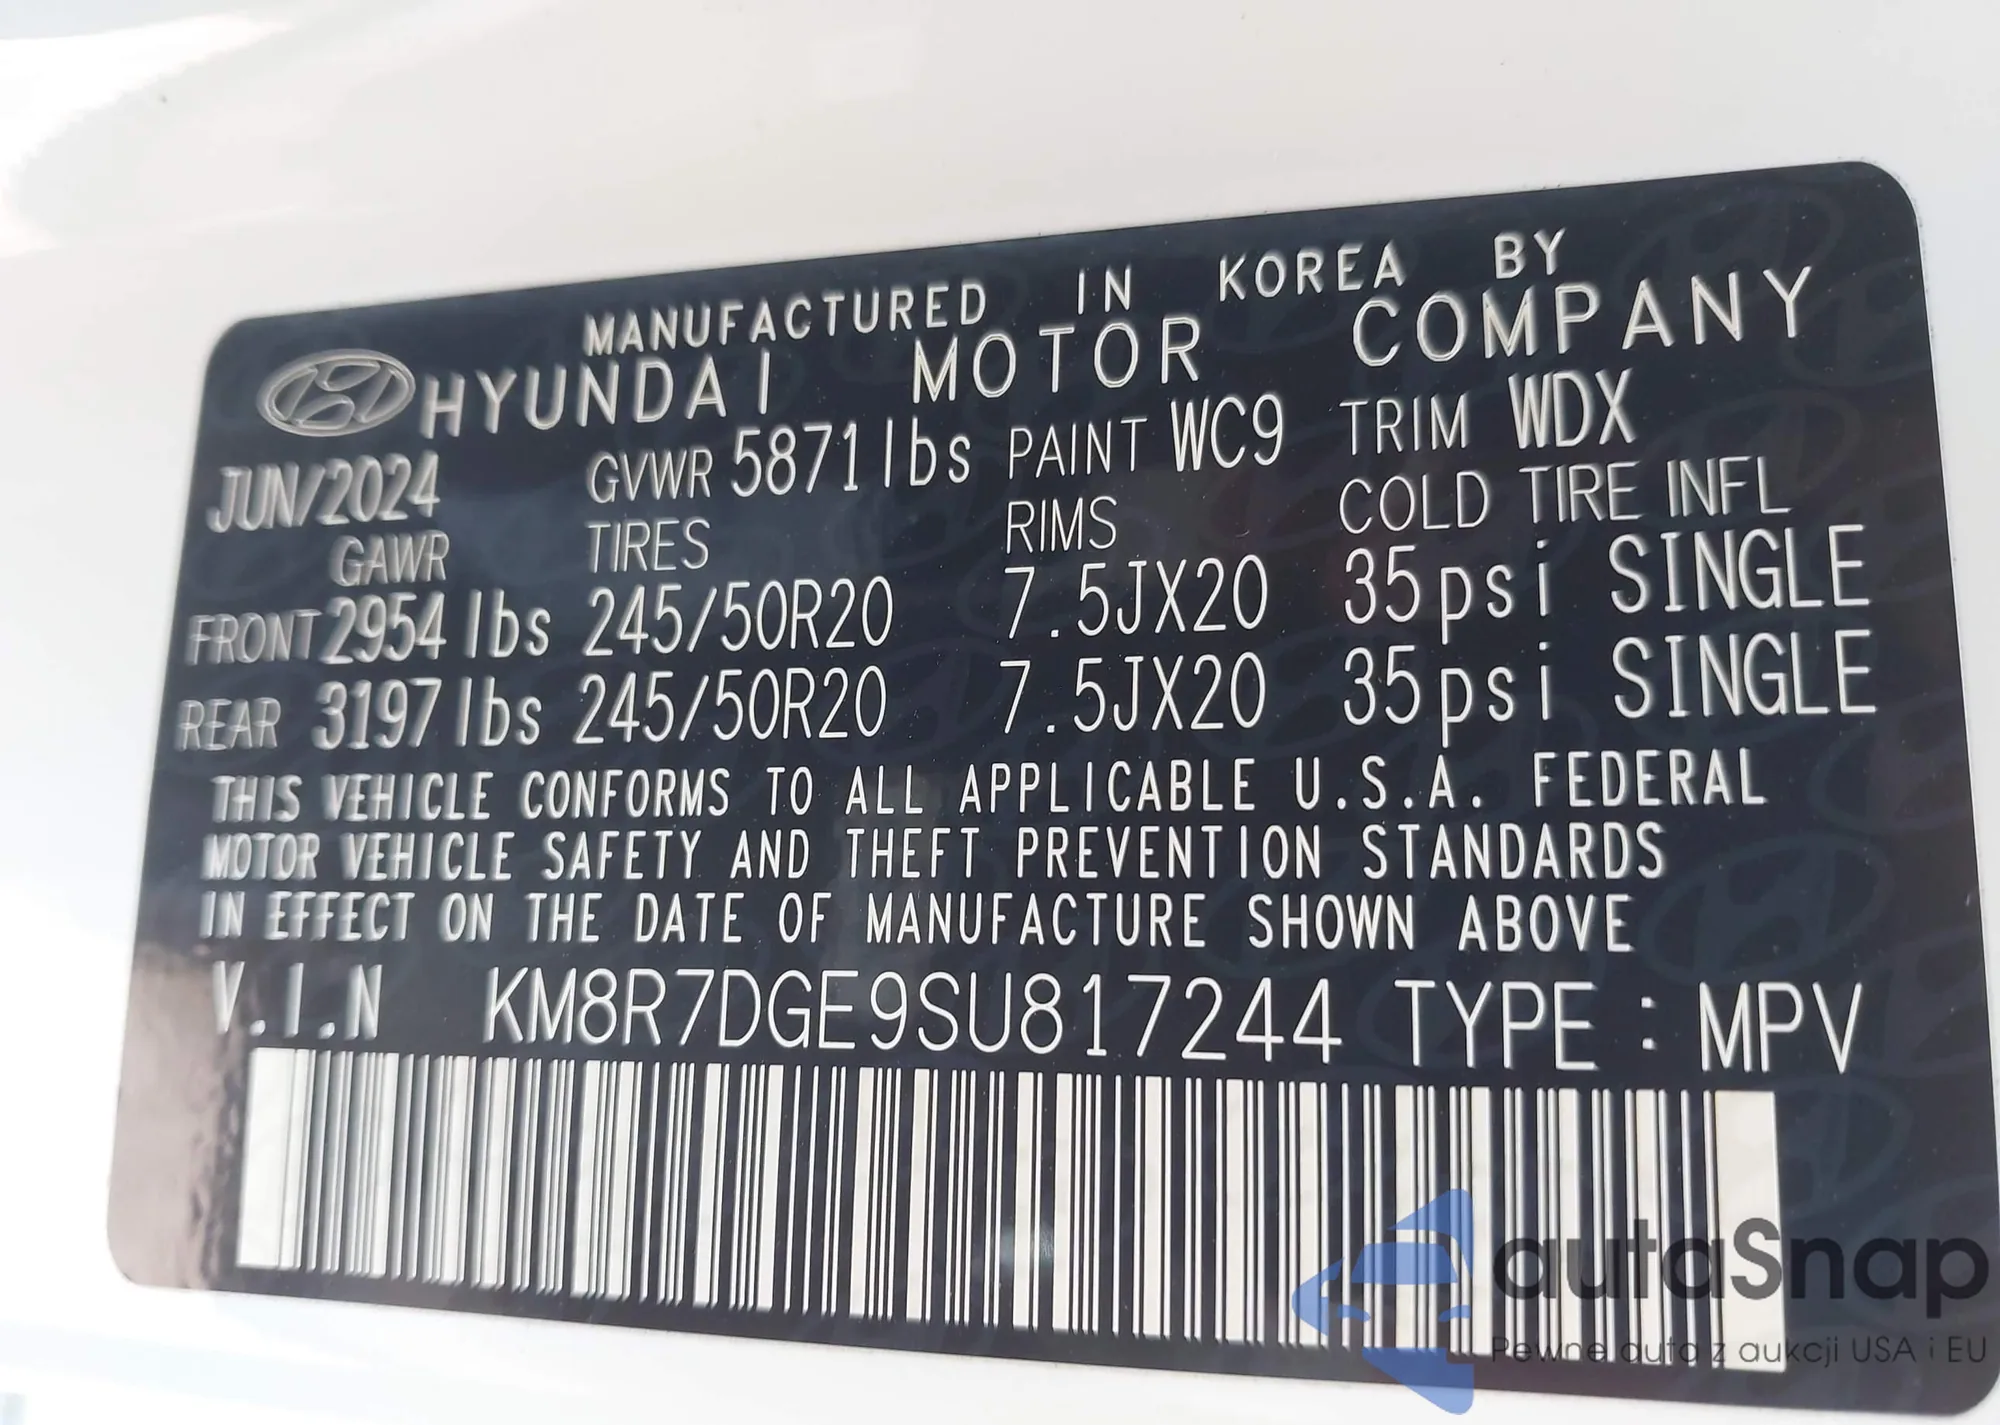 MANUFACTURED IN KOREA BY
HYUNDAI MOTOR COMPANY
JUN/2024 GVWR 5871lbs PAINT WC9 TRIM WDX
GAWR TIRES RIMS COLD TIRE INFL
FRONT 2954 lbs 245/50R20 7.5JX20 35psi SINGLE
REAR 3197 lbs 245/50R20 7.5JX20 35psi SINGLE
THIS VEHICLE CONFORMS TO ALL APPLICABLE U.S.A. FEDERAL
MOTOR VEHICLE SAFETY AND THEFT PREVENTION STANDARDS
IN EFFECT ON THE DATE OF MANUFACTURE SHOWN ABOVE
V.I.N KM8R7DGE9SU817244 TYPE : MPV
autaSnap
Pewne auta z aukcji USA i EU